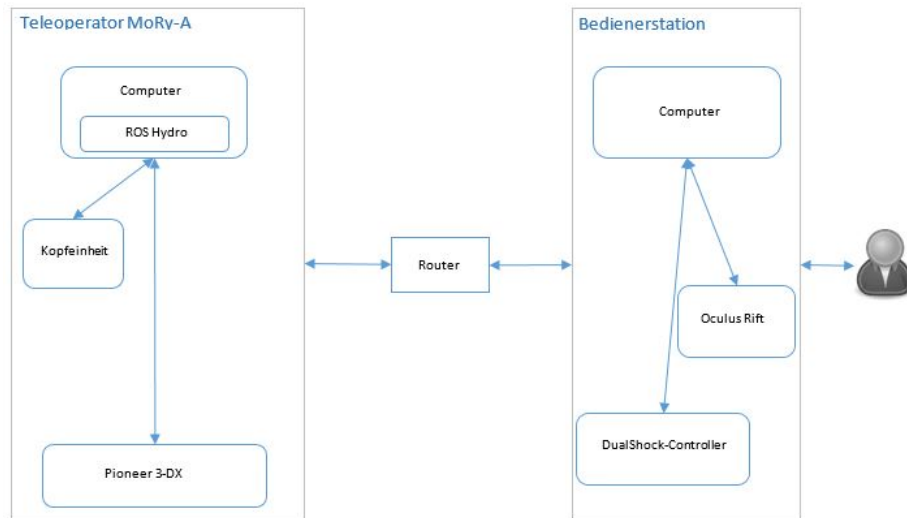 Teleoperator MoRy-A
Computer
ROS Hydro
Kopfeinheit
Pioneer 3-DX
Router
Bedienerstation
Computer
Oculus Rift
DualShock-Controller